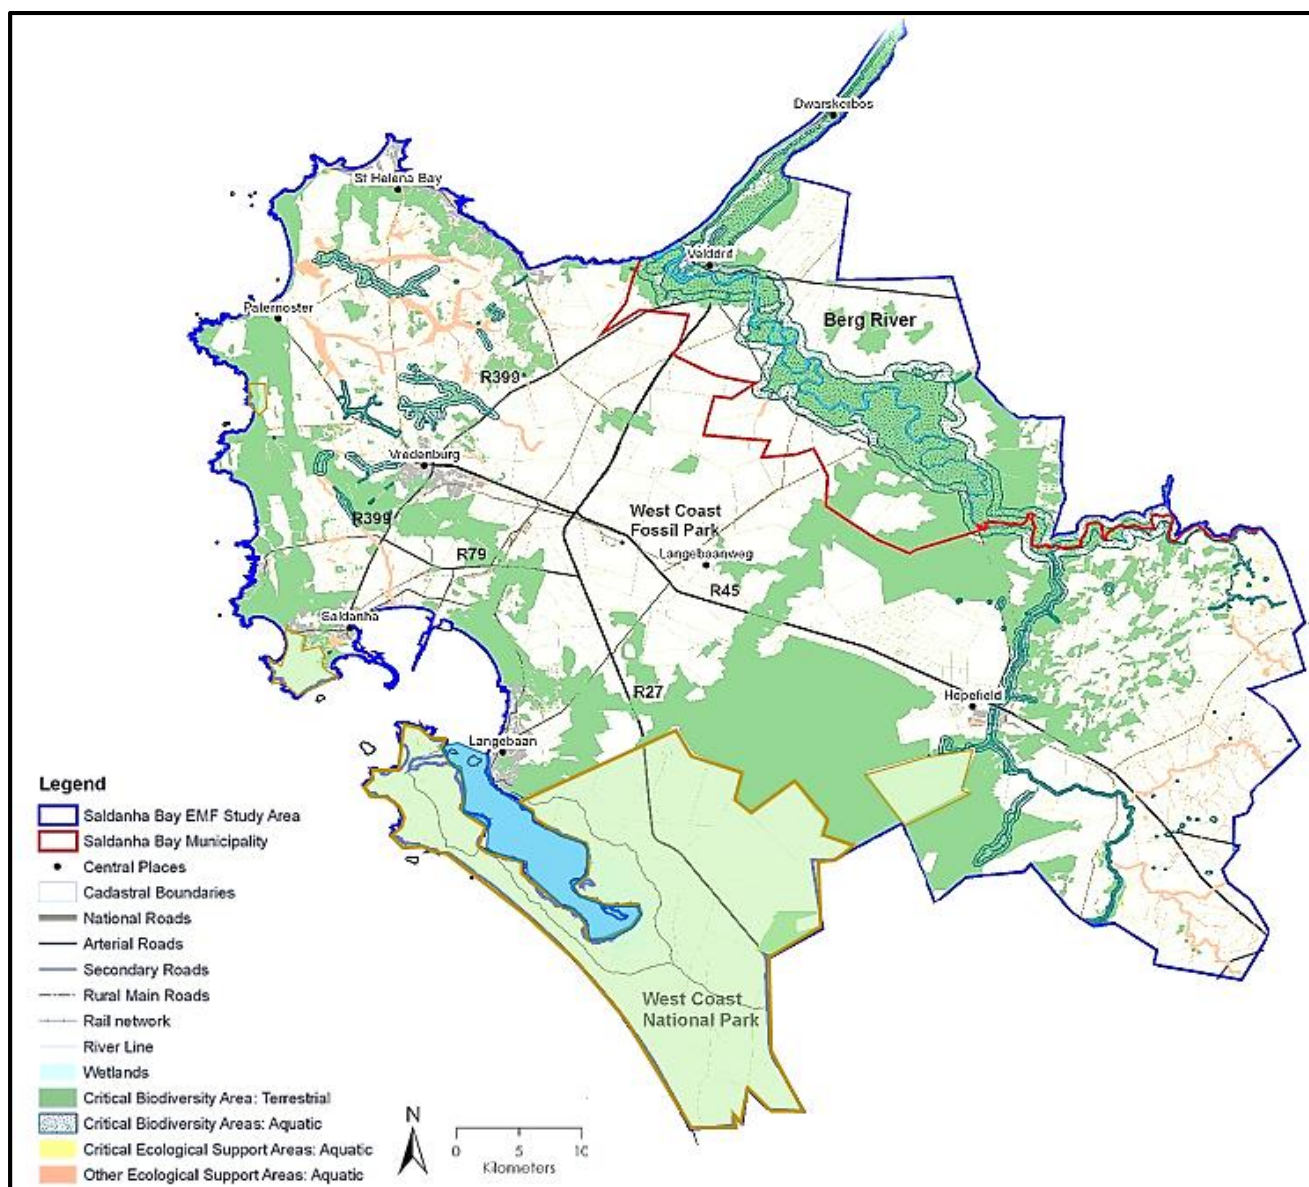 Dwarskerbos
St Helena Bay
Velddrif
Paternoster
Berg River
R399
Vredenburg
West Coast
Fossil Park
R399
Langebaanweg
R79
R45
Saldanha
R27
Hopefield
Langebaan
Legend
Saldanha Bay EMF Study Area
Saldanha Bay Municipality
Central Places
Cadastral Boundaries
National Roads
Arterial Roads
Secondary Roads
Rural Main Roads
Rail network
River Line
Wetlands
Critical Biodiversity Area: Terrestrial
Critical Biodiversity Areas: Aquatic
Critical Ecological Support Areas: Aquatic
Other Ecological Support Areas: Aquatic
West Coast
National Park
N
0 5 10
Kilometers